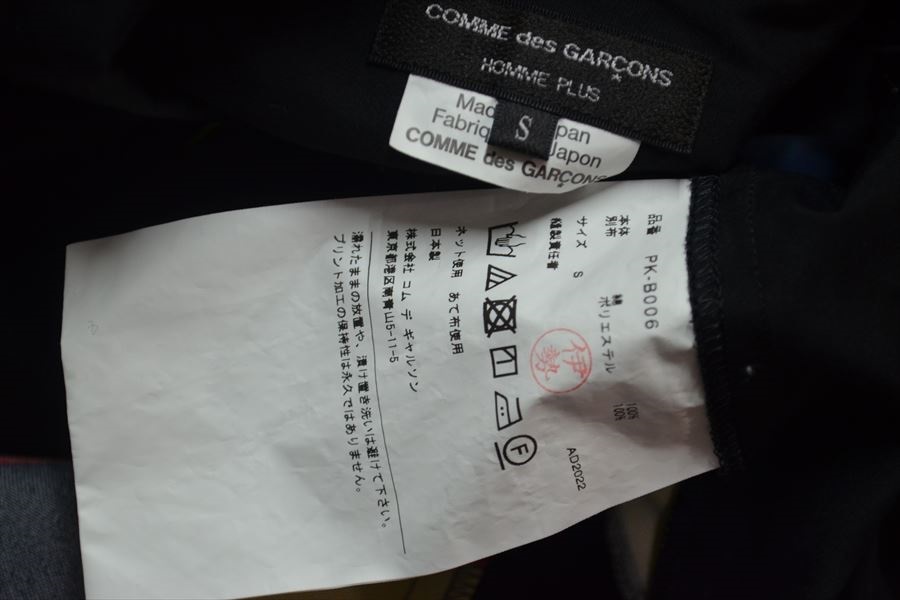 COMME des GARÇONS
HOMME PLUS
S
Japon
COMME des GARÇONS
品番 PK-B006
本体 綿 100%
別布 ポリエステル 100%
サイズ S
縫製責任者 伊勢
AD2022
F
ネット使用 あて布使用
日本製
株式会社 コム デ ギャルソン
東京都港区南青山5-11-5
濡れたままの放置や、漬け置き洗いは避けて下さい。
プリント加工の保持性は永久ではありません。